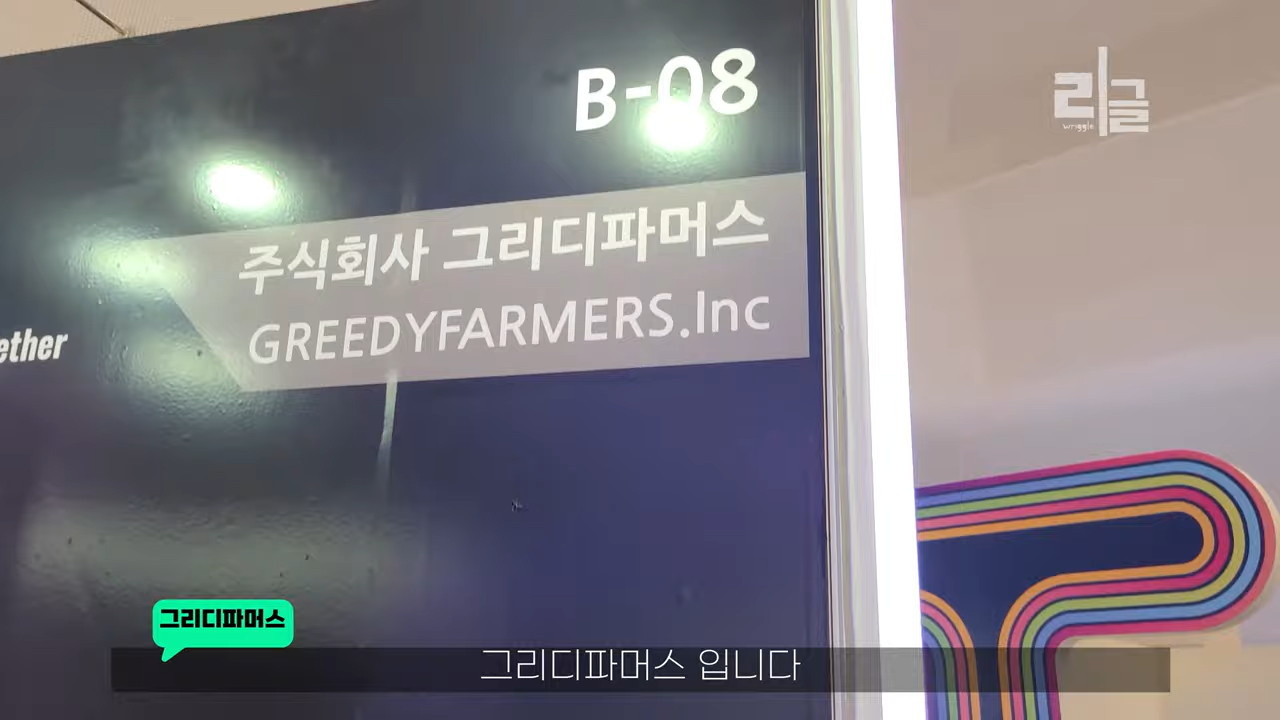 B-08
리글
wriggle
주식회사 그리디파머스
GREEDYFARMERS.Inc
ether
그리디파머스
그리디파머스 입니다